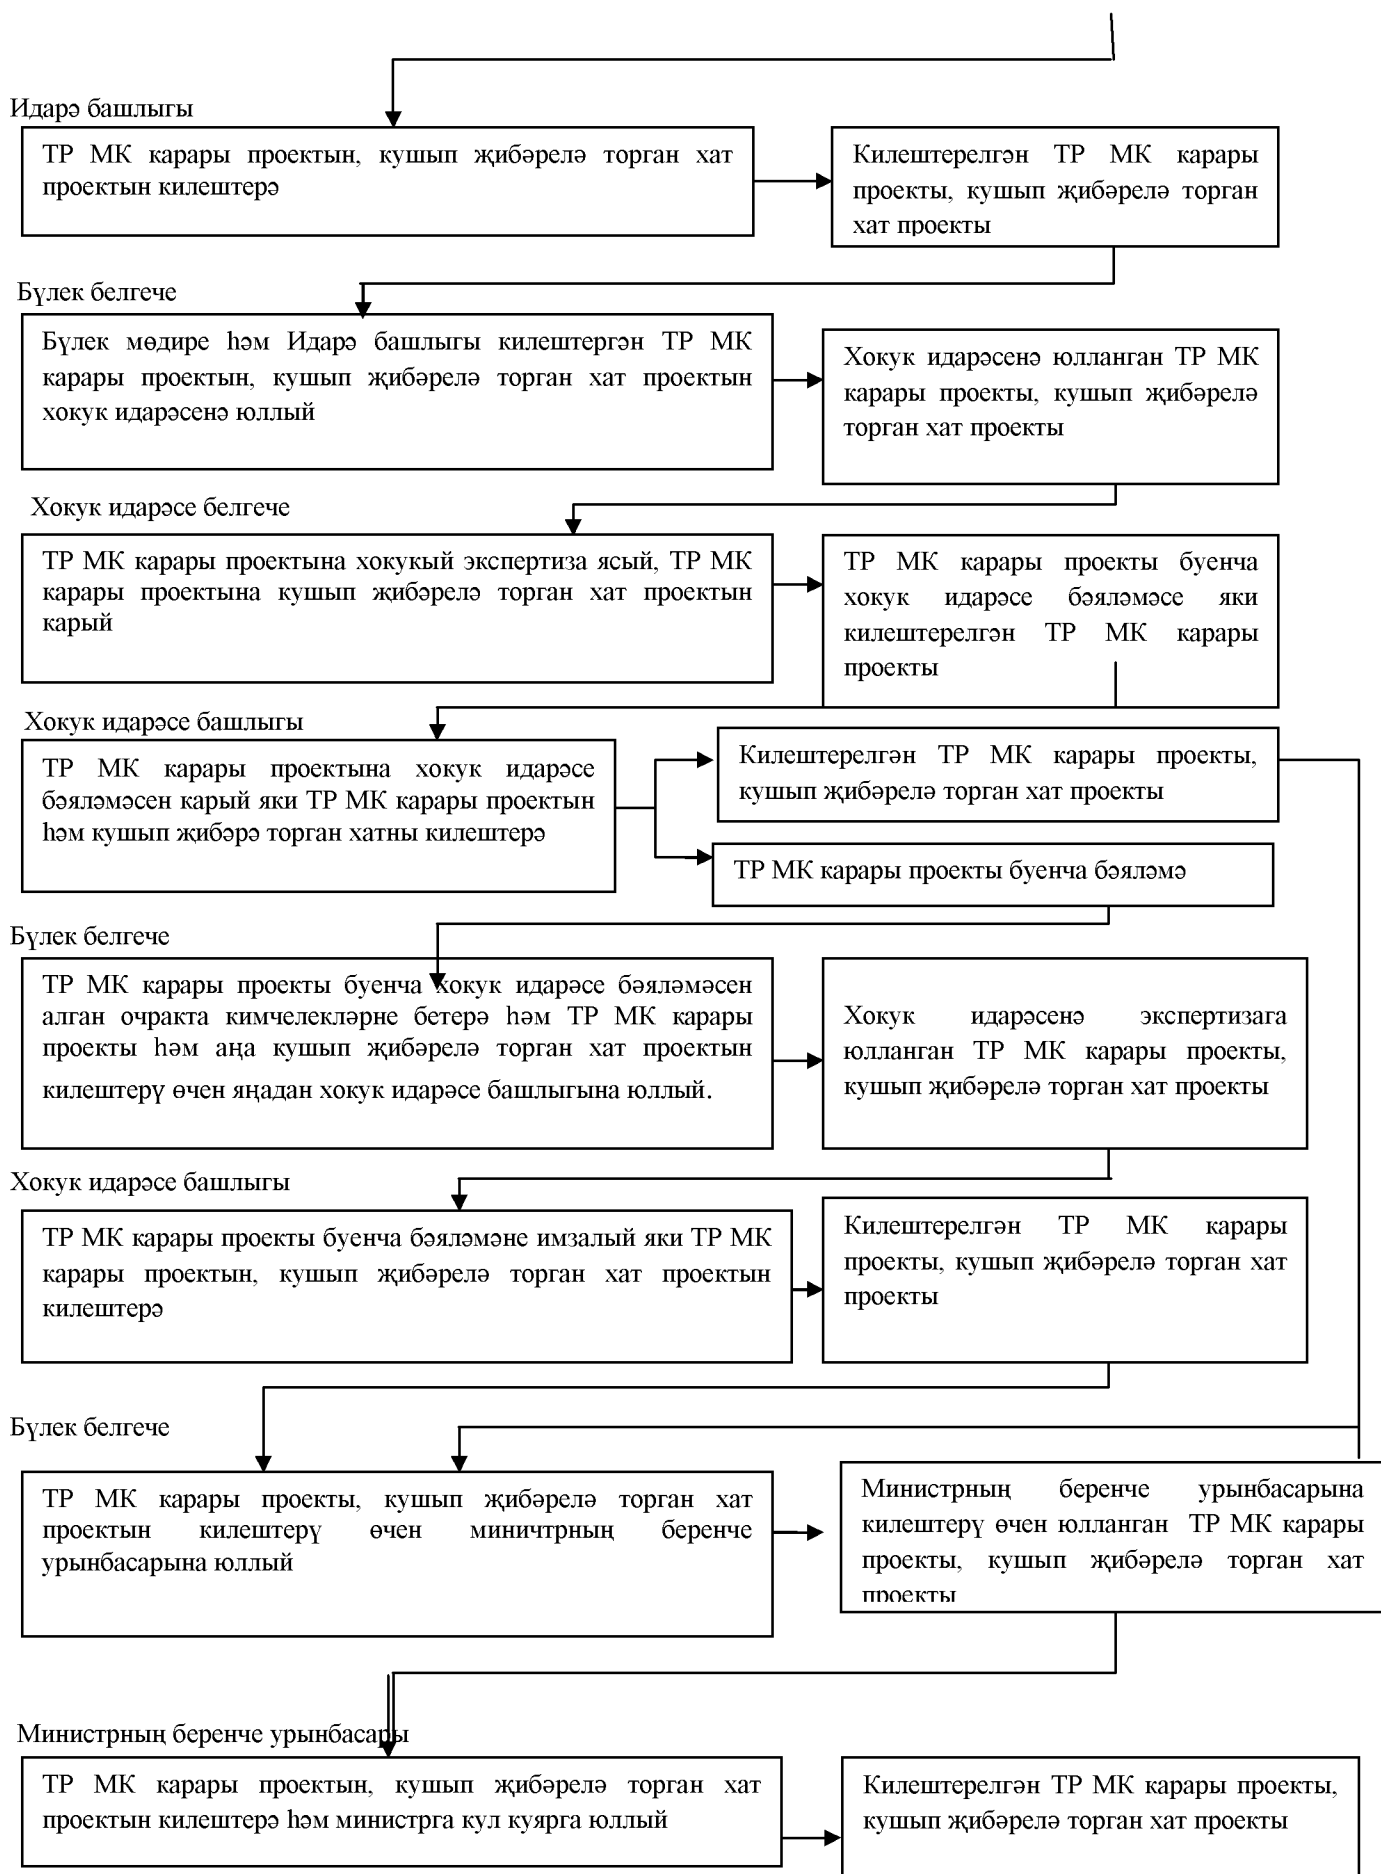 Идарә башлыгы
ТР МК карары проектын, кушып җибәрелә торган хат
проектын килештерә
Килештерелгән ТР МК карары
проекты, кушып җибәрелә торган
хат проекты
Бүлек белгече
Бүлек мөдире һәм Идарә башлыгы килештергән ТР МК
карары проектын, кушып җибәрелә торган хат проектын
хокук идарәсенә юллый
Хокук идарәсенә юлланган ТР МК
карары проекты, кушып җибәрелә
торган хат проекты
Хокук идарәсе белгече
ТР МК карары проектына хокукый экспертиза ясый, ТР МК
карары проектына кушып җибәрелә торган хат проектын
карый
ТР МК карары проекты буенча
хокук идарәсе бәяләмәсе яки
килештерелгән ТР МК карары
проекты
Хокук идарәсе башлыгы
ТР МК карары проектына хокук идарәсе
бәяләмәсен карый яки ТР МК карары проектын
һәм кушып җибәрә торган хатны килештерә
Килештерелгән ТР МК карары проекты,
кушып җибәрелә торган хат проекты
ТР МК карары проекты буенча бәяләмә
Бүлек белгече
ТР МК карары проекты буенча хокук идарәсе бәяләмәсен
алган очракта кимчелекләрне бетерә һәм ТР МК карары
проекты һәм аңа кушып җибәрелә торган хат проектын
килештерү өчен яңадан хокук идарәсе башлыгына юллый.
Хокук идарәсенә экспертизага
юлланган ТР МК карары проекты,
кушып җибәрелә торган хат проекты
Хокук идарәсе башлыгы
ТР МК карары проекты буенча бәяләмәне имзалый яки ТР МК
карары проектын, кушып җибәрелә торган хат проектын
килештерә
Килештерелгән ТР МК карары
проекты, кушып җибәрелә торган хат
проекты
Бүлек белгече
ТР МК карары проекты, кушып җибәрелә торган хат
проектын килештерү өчен миничтрның беренче
урынбасарына юллый
Министрның беренче урынбасарына
килештерү өчен юлланган ТР МК карары
проекты, кушып җибәрелә торган хат
проекты
Министрның беренче урынбасары
ТР МК карары проектын, кушып җибәрелә торган хат
проектын килештерә һәм министрга кул куярга юллый
Килештерелгән ТР МК карары проекты,
кушып җибәрелә торган хат проекты